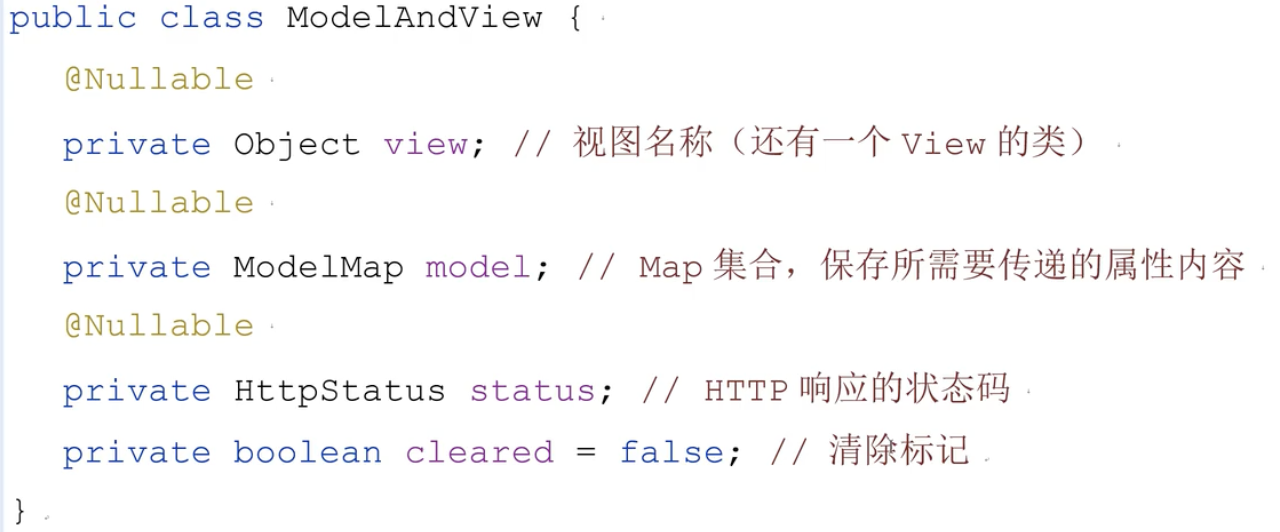 public class ModelAndView {
@Nullable
private Object view; // 视图名称（还有一个 View 的类）
@Nullable
private ModelMap model; // Map 集合，保存所需要传递的属性内容
@Nullable
private HttpStatus status; // HTTP 响应的状态码
private boolean cleared = false; // 清除标记
}